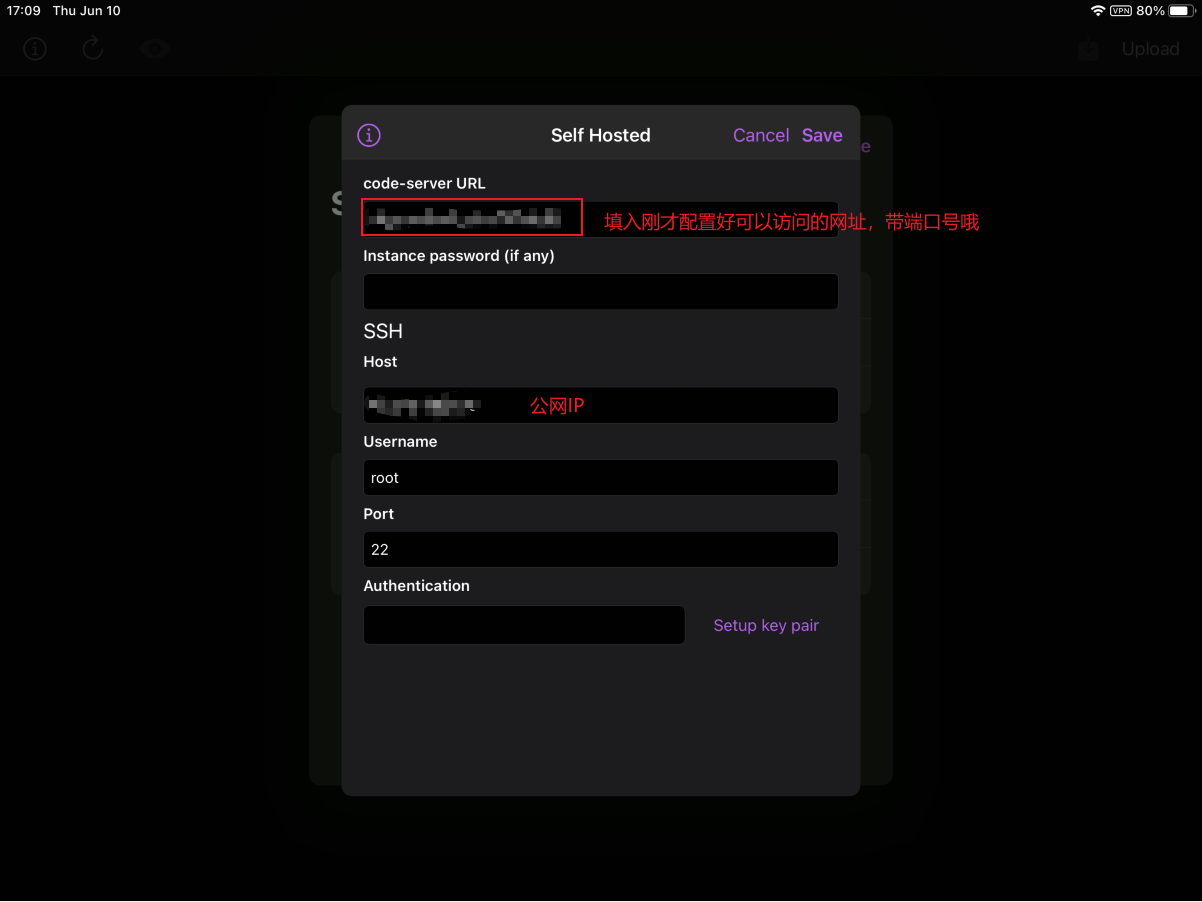 17:09 Thu Jun 10
VPN 80%
Upload
Self Hosted
Cancel Save
code-server URL
填入刚才配置好可以访问的网址，带端口号哦
Instance password (if any)
SSH
Host
公网IP
Username
root
Port
22
Authentication
Setup key pair